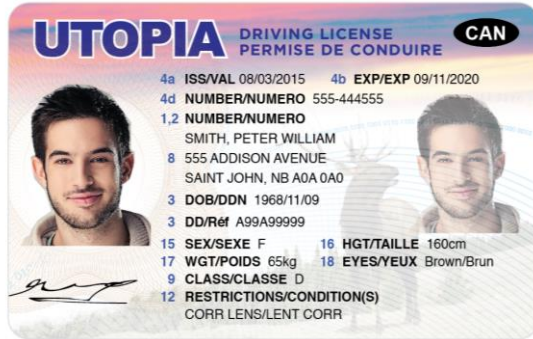 UTOPIA
DRIVING LICENSE
PERMISE DE CONDUIRE
CAN
4a ISS/VAL 08/03/2015 4b EXP/EXP 09/11/2020
4d NUMBER/NUMERO 555-444555
1,2 NUMBER/NUMERO
SMITH, PETER WILLIAM
8 555 ADDISON AVENUE
SAINT JOHN, NB A0A 0A0
3 DOB/DDN 1968/11/09
3 DD/Réf A99A99999
15 SEX/SEXE F 16 HGT/TAILLE 160cm
17 WGT/POIDS 65kg 18 EYES/YEUX Brown/Brun
9 CLASS/CLASSE D
12 RESTRICTIONS/CONDITION(S)
CORR LENS/LENT CORR